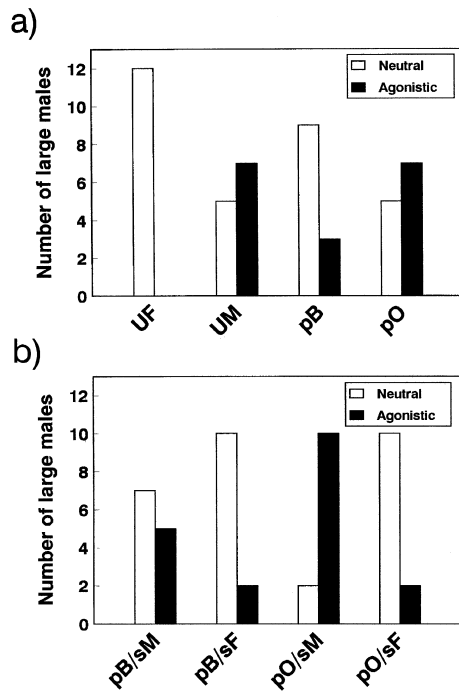 a)
Number of large males
12
10
8
6
4
2
0
Neutral
Agonistic
UF
UM
pB
pO
b)
Number of large males
12
10
8
6
4
2
0
Neutral
Agonistic
pB/sM
pB/sF
pO/sM
pO/sF